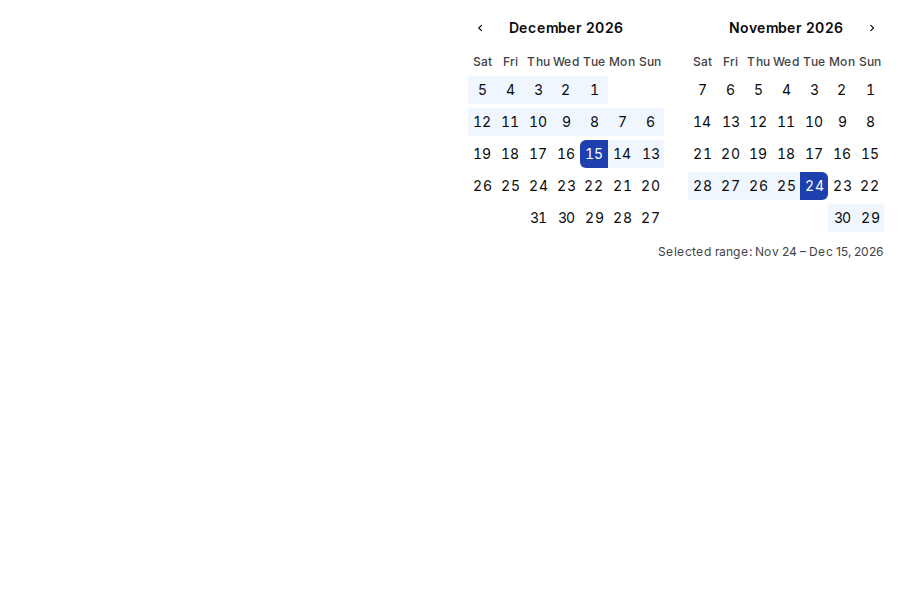 ‹ December 2026
Sat Fri Thu Wed Tue Mon Sun
5 4 3 2 1
12 11 10 9 8 7 6
19 18 17 16 15 14 13
26 25 24 23 22 21 20
31 30 29 28 27
November 2026 ›
Sat Fri Thu Wed Tue Mon Sun
7 6 5 4 3 2 1
14 13 12 11 10 9 8
21 20 19 18 17 16 15
28 27 26 25 24 23 22
30 29
Selected range: Nov 24 – Dec 15, 2026